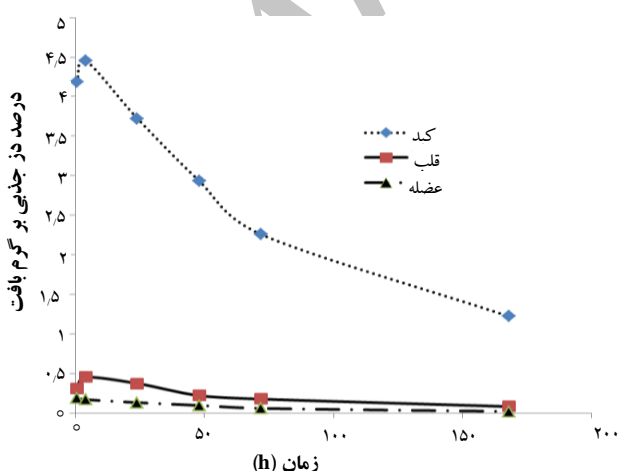 ۵
۴٫۵
۴
۳٫۵
۳
۲٫۵
۲
۱٫۵
۱
۰٫۵
۰
درصد دز جذبی بر گرم بافت
کبد
قلب
عضله
۰ ۵۰ ۱۰۰ ۱۵۰ ۲۰۰
زمان (h)